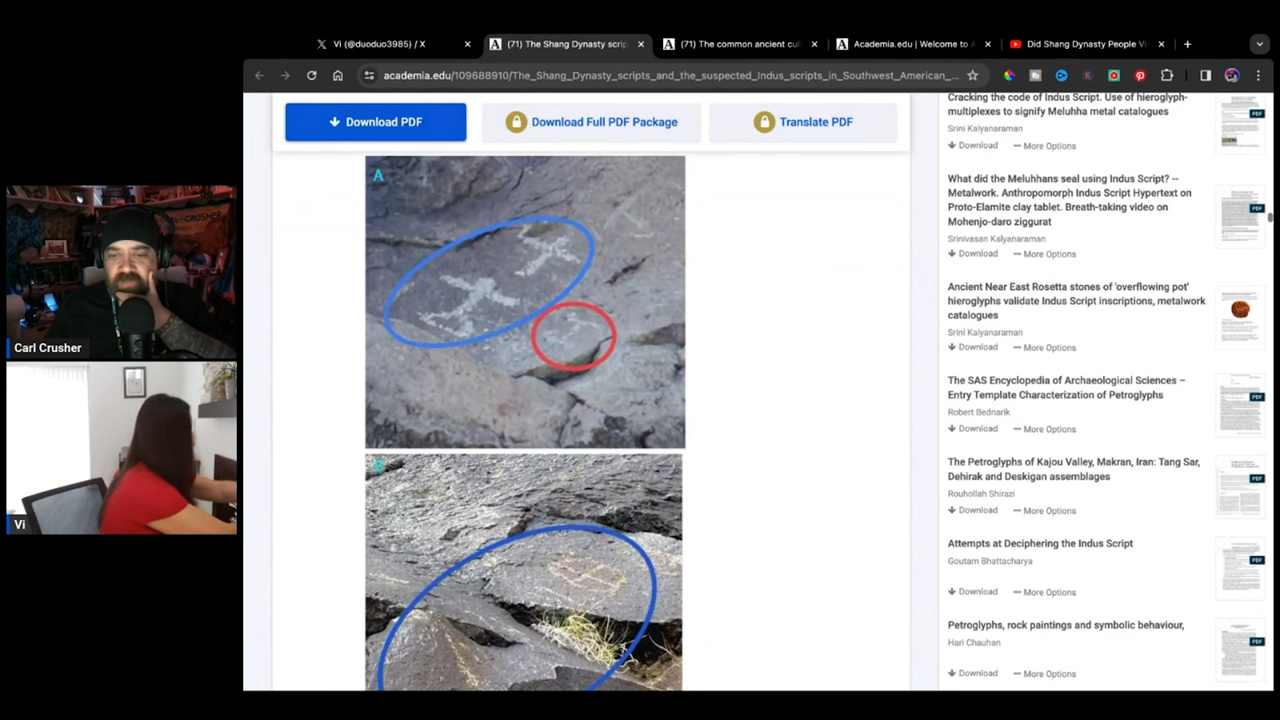 Vi (@duoduo3985) / X
(71) The Shang Dynasty scrip
(71) The common ancient cul
Academia.edu | Welcome to A
Did Shang Dynasty People Vi
academia.edu/109688910/The_Shang_Dynasty_scripts_and_the_suspected_Indus_scripts_in_Southwest_American_...
Download PDF
Download Full PDF Package
Translate PDF
A
B
Carl Crusher
Vi
Cracking the code of Indus Script. Use of hieroglyph-
multiplexes to signify Meluhha metal catalogues
Srini Kalyanaraman
Download ••• More Options
What did the Meluhhans seal using Indus Script? --
Metalwork. Anthropomorph Indus Script Hypertext on
Proto-Elamite clay tablet. Breath-taking video on
Mohenjo-daro ziggurat
Srinivasan Kalyanaraman
Download ••• More Options
Ancient Near East Rosetta stones of 'overflowing pot'
hieroglyphs validate Indus Script inscriptions, metalwork
catalogues
Srini Kalyanaraman
Download ••• More Options
The SAS Encyclopedia of Archaeological Sciences –
Entry Template Characterization of Petroglyphs
Robert Bednarik
Download ••• More Options
The Petroglyphs of Kajou Valley, Makran, Iran: Tang Sar,
Dehirak and Deskigan assemblages
Rouhollah Shirazi
Download ••• More Options
Attempts at Deciphering the Indus Script
Goutam Bhattacharya
Download ••• More Options
Petroglyphs, rock paintings and symbolic behaviour,
Hari Chauhan
Download ••• More Options
PDF
PDF
PDF
PDF
PDF
PDF
PDF